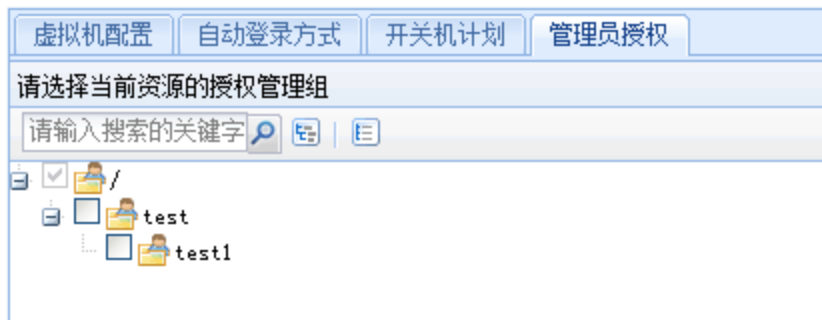 虚拟机配置 自动登录方式 开关机计划 管理员授权
请选择当前资源的授权管理组
请输入搜索的关键字
/
test
test1